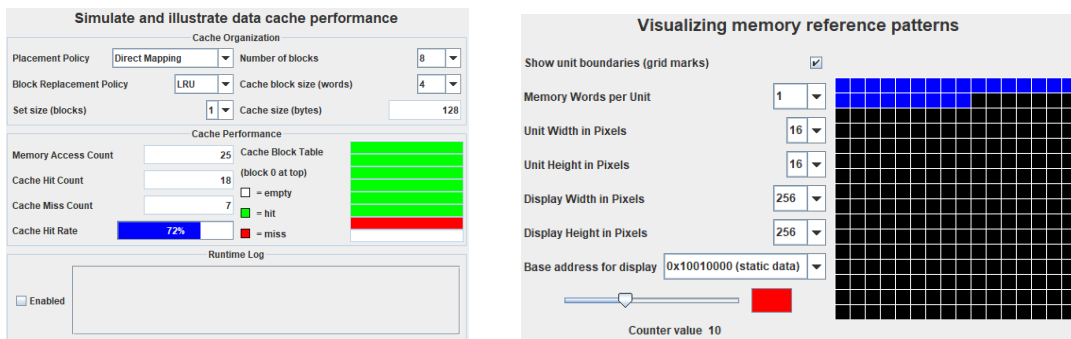 Simulate and illustrate data cache performance
Cache Organization
Placement Policy Direct Mapping Number of blocks 8
Block Replacement Policy LRU Cache block size (words) 4
Set size (blocks) 1 Cache size (bytes) 128
Cache Performance
Memory Access Count 25 Cache Block Table
(block 0 at top)
Cache Hit Count 18
= empty
Cache Miss Count 7
= hit
Cache Hit Rate 72%
= miss
Runtime Log
Enabled
Visualizing memory reference patterns
Show unit boundaries (grid marks)
Memory Words per Unit 1
Unit Width in Pixels 16
Unit Height in Pixels 16
Display Width in Pixels 256
Display Height in Pixels 256
Base address for display 0x10010000 (static data)
Counter value 10